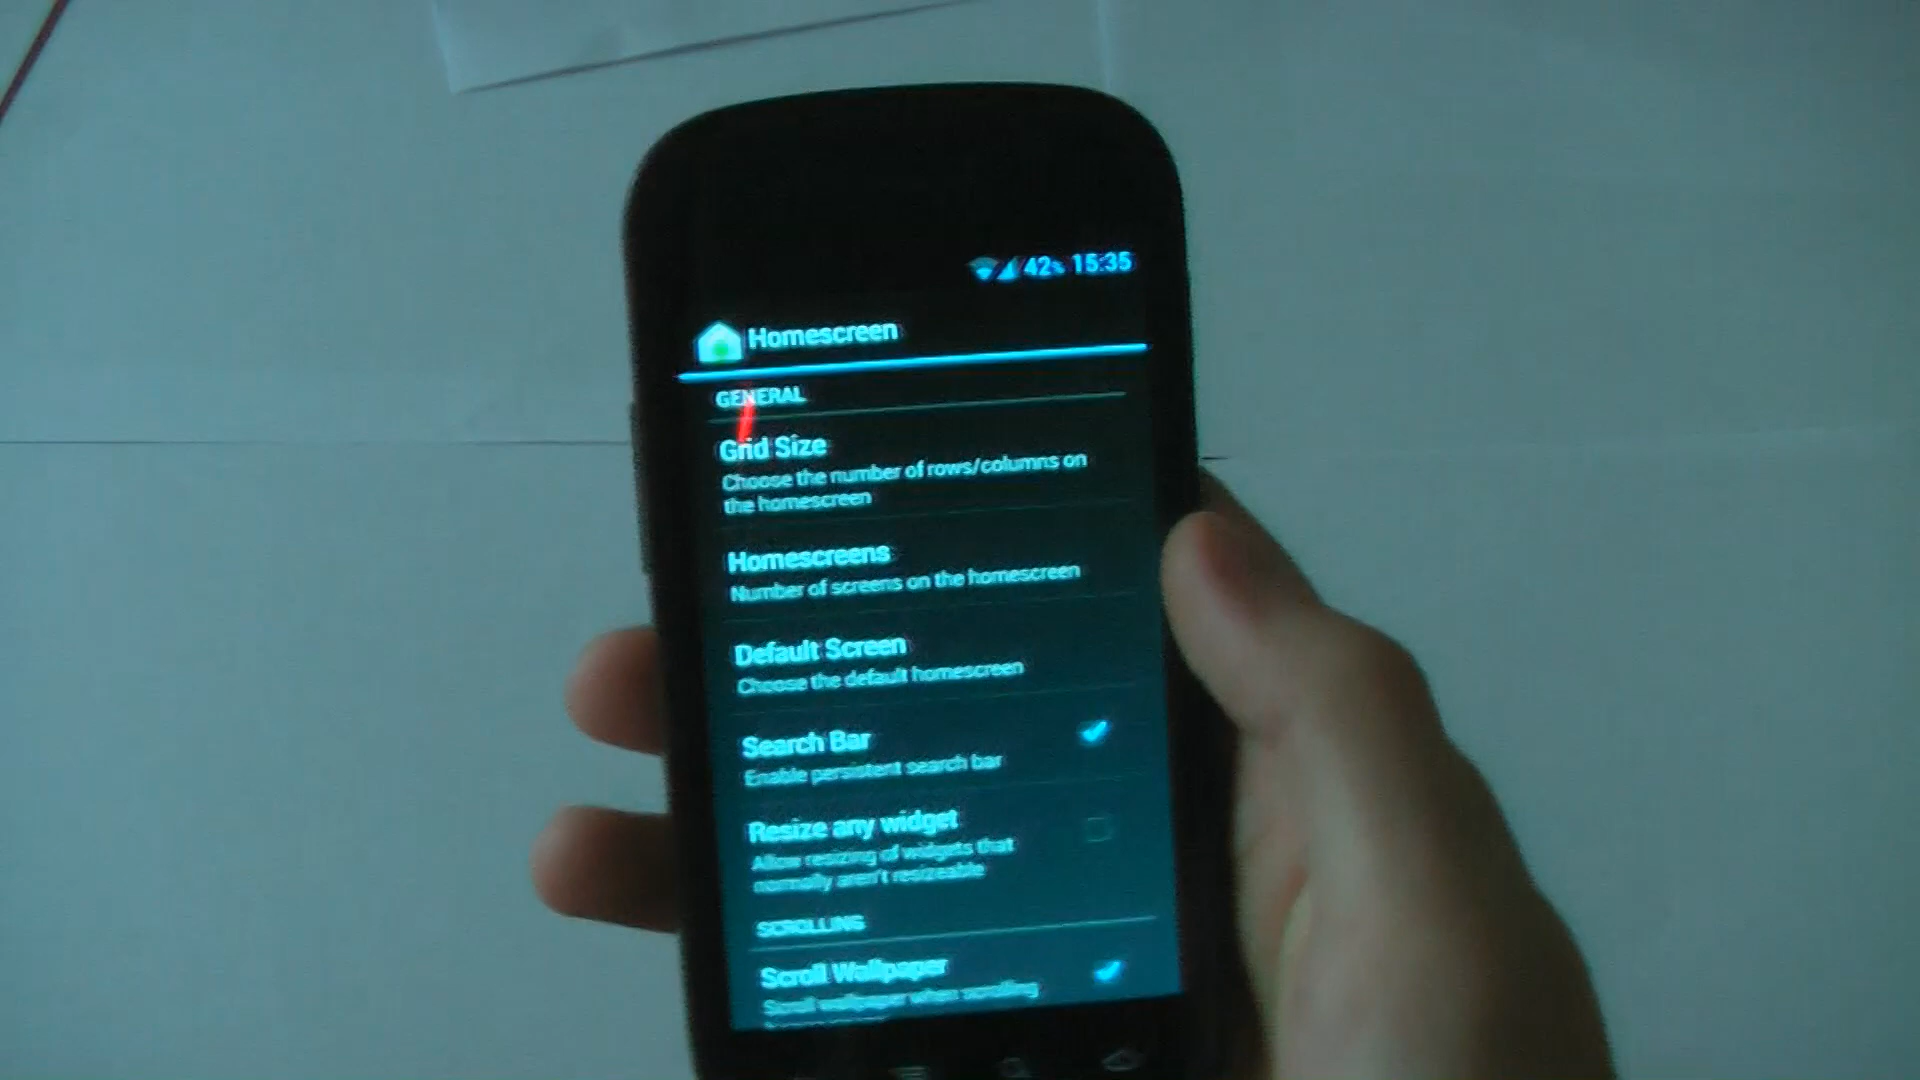 42% 15:35
Homescreen
GENERAL
Grid Size
Choose the number of rows/columns on
the homescreen
Homescreens
Number of screens on the homescreen
Default Screen
Choose the default homescreen
Search Bar
Enable persistent search bar
Resize any widget
Allow resizing of widgets that
normally aren't resizeable
SCROLLING
Scroll Wallpaper
Scroll wallpaper when scrolling